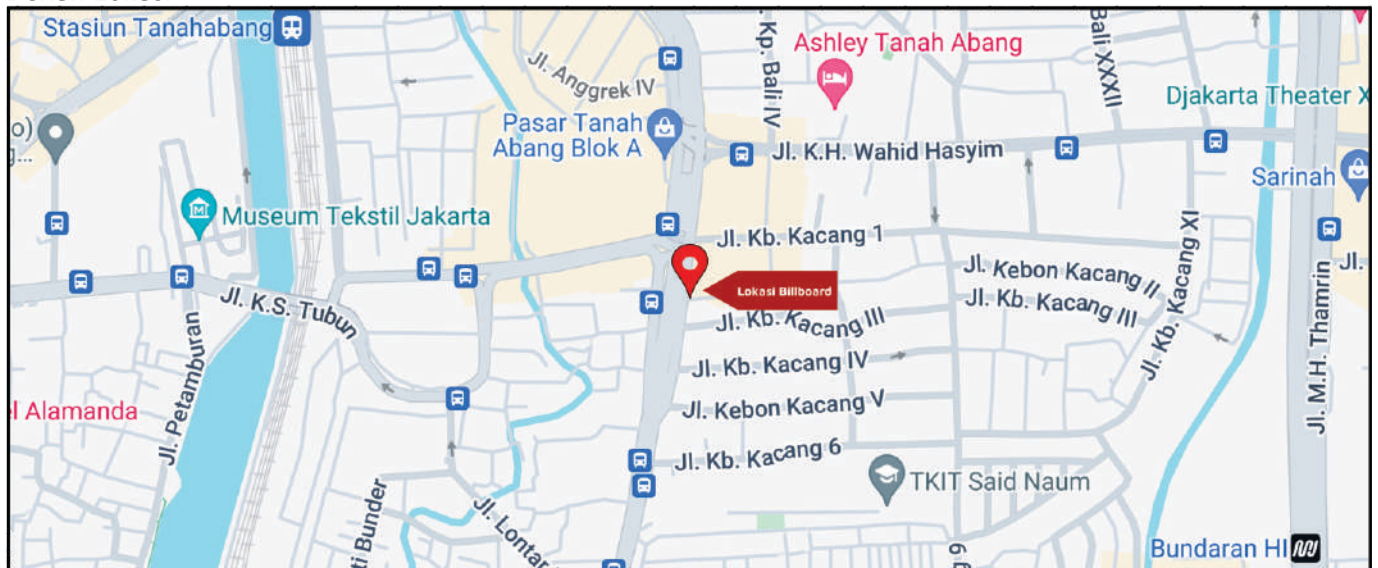 Stasiun Tanahabang
Jl. Anggrek IV
Kp. Bali IV
Ashley Tanah Abang
Bali XXXII
Djakarta Theater X
o)
g...
Pasar Tanah
Abang Blok A
Jl. K.H. Wahid Hasyim
Sarinah
Museum Tekstil Jakarta
Jl. Kb. Kacang 1
Jl. Kebon Kacang II
Jl. Kb. Kacang XI
Jl.
Lokasi Billboard
Jl. K.S. Tubun
Jl. Kb. Kacang III
Jl. Kb. Kacang III
Jl. Kb. Kacang IV
Jl. M.H. Thamrin
el Alamanda
Jl. Petamburan
Jl. Kebon Kacang V
Jl. Kb. Kacang 6
TKIT Said Naum
ti Bunder
Jl. Lontar
Bundaran HI